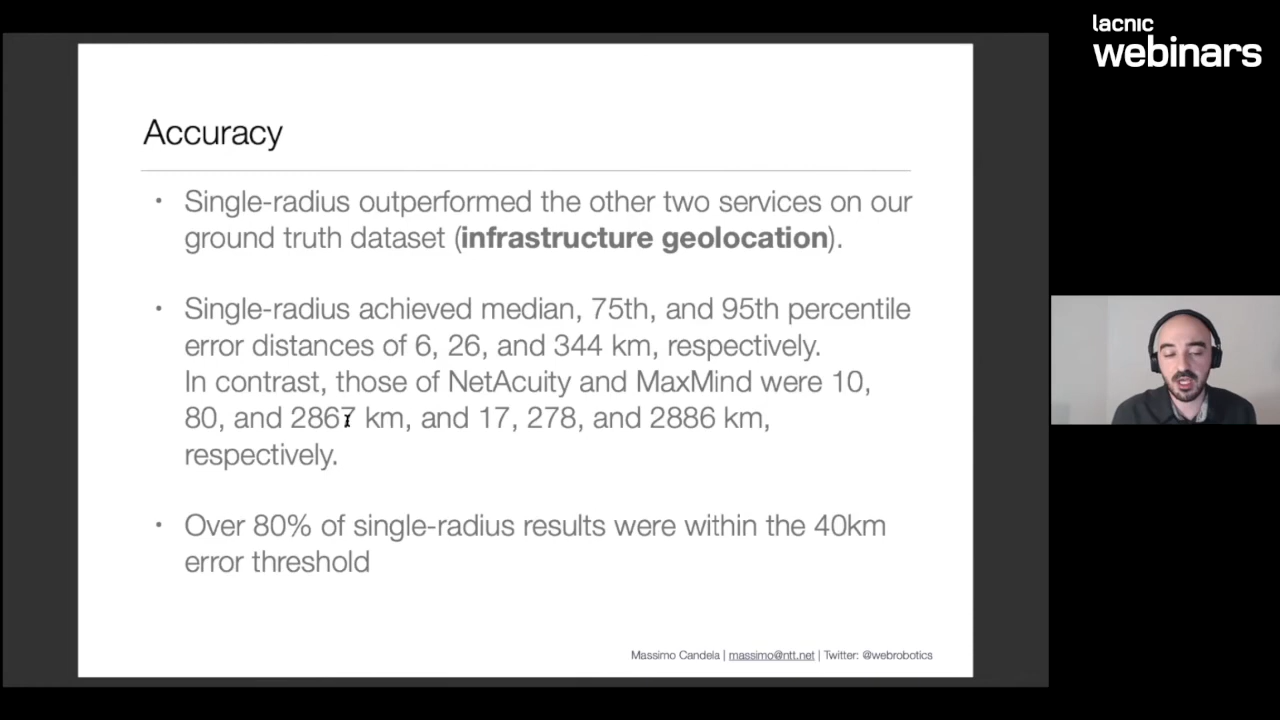 lacnic
webinars
Accuracy
• Single-radius outperformed the other two services on our
ground truth dataset (infrastructure geolocation).
• Single-radius achieved median, 75th, and 95th percentile
error distances of 6, 26, and 344 km, respectively.
In contrast, those of NetAcuity and MaxMind were 10,
80, and 2867 km, and 17, 278, and 2886 km,
respectively.
• Over 80% of single-radius results were within the 40km
error threshold
Massimo Candela | massimo@ntt.net | Twitter: @webrobotics